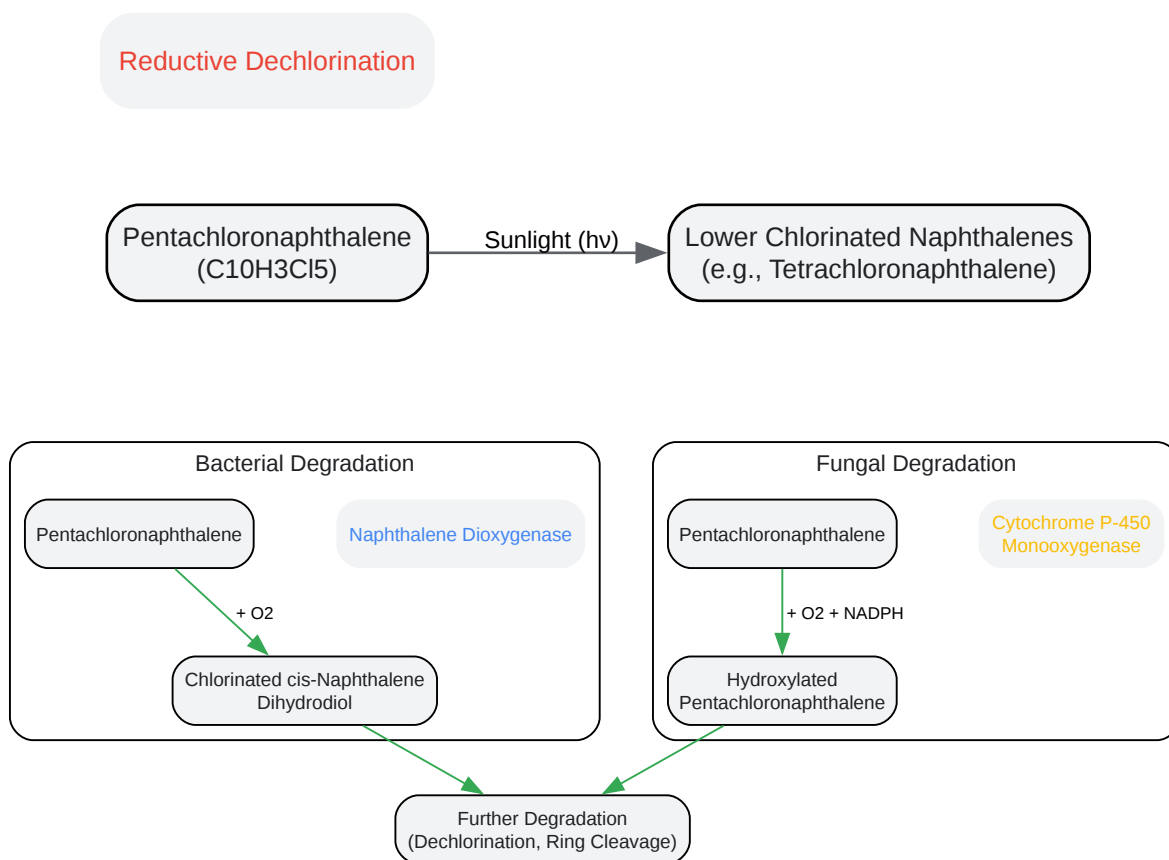 Reductive Dechlorination
Pentachloronaphthalene
(C10H3Cl5)
Sunlight (hν)
Lower Chlorinated Naphthalenes
(e.g., Tetrachloronaphthalene)
Bacterial Degradation
Pentachloronaphthalene
Naphthalene Dioxygenase
+ O2
Chlorinated cis-Naphthalene
Dihydrodiol
Fungal Degradation
Pentachloronaphthalene
Cytochrome P-450
Monooxygenase
+ O2 + NADPH
Hydroxylated
Pentachloronaphthalene
Further Degradation
(Dechlorination, Ring Cleavage)